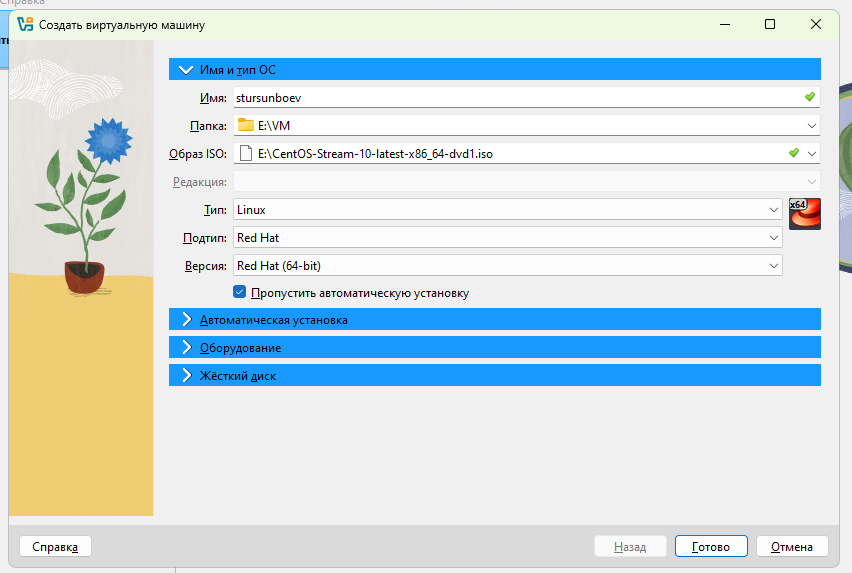 Справка
Создать виртуальную машину
Имя и тип ОС
Имя: stursunboev
Папка: E:\VM
Образ ISO: E:\CentOS-Stream-10-latest-x86_64-dvd1.iso
Редакция:
Тип: Linux
x64
Подтип: Red Hat
Версия: Red Hat (64-bit)
Пропустить автоматическую установку
Автоматическая установка
Оборудование
Жёсткий диск
Справка Назад Готово Отмена